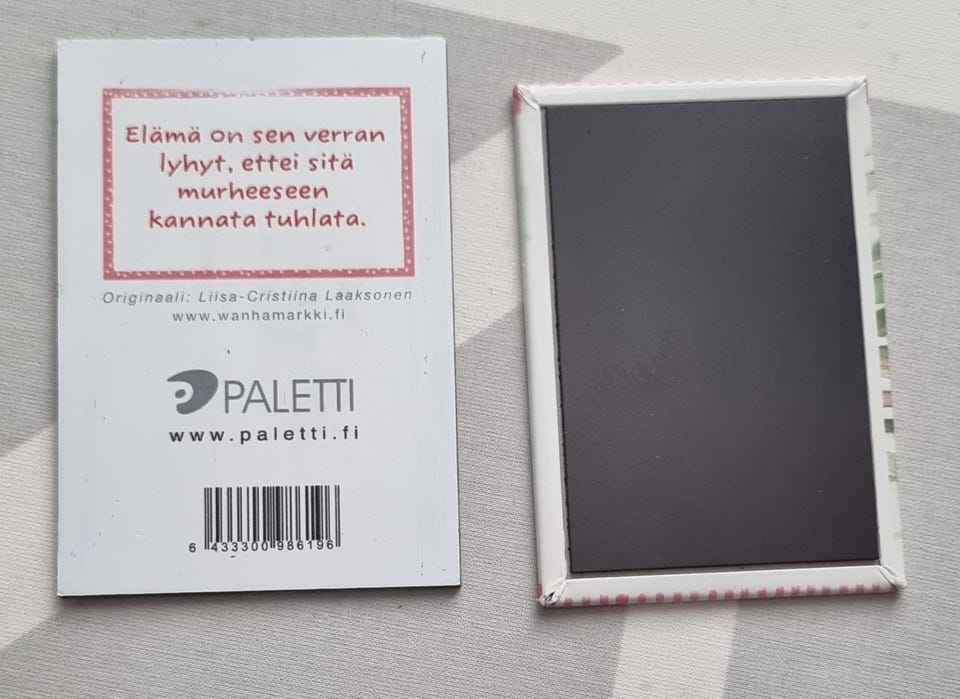 Elämä on sen verran
lyhyt, ettei sitä
murheeseen
kannata tuhlata.
Originaali: Liisa-Cristiina Laaksonen
www.wanhamarkki.fi
PALETTI
www.paletti.fi
6 433300 986196